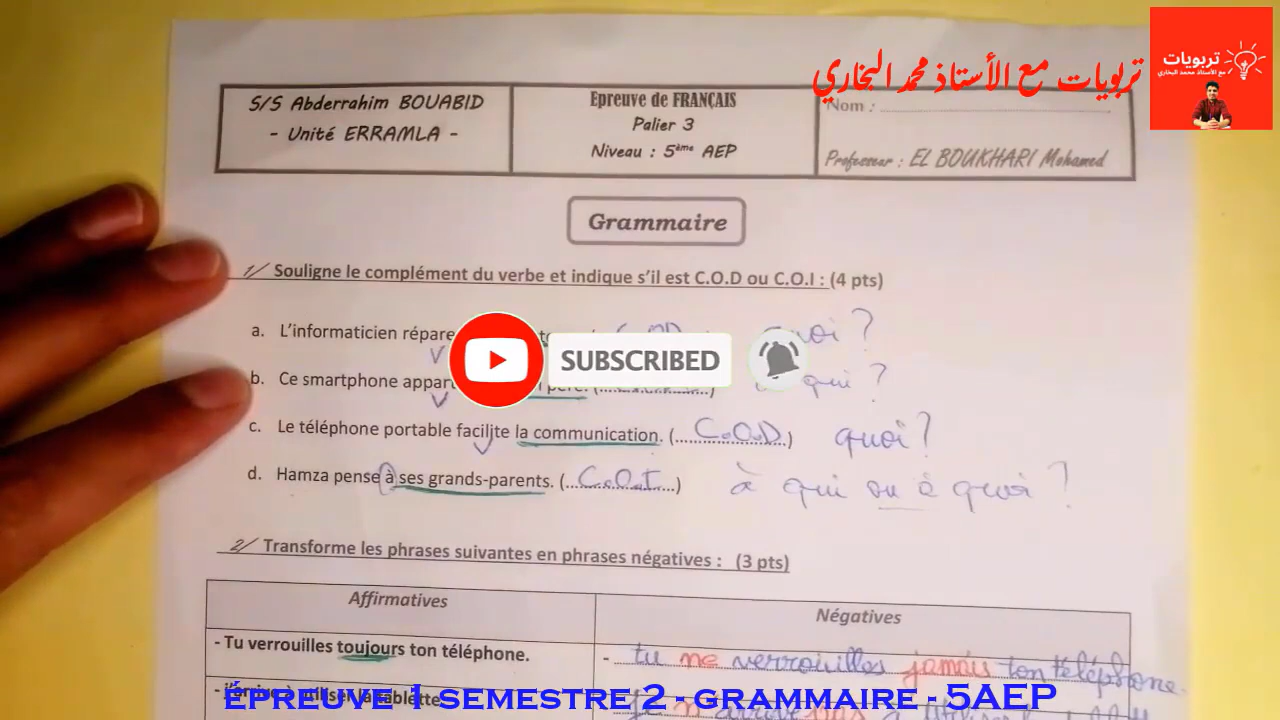 تربويات مع الأستاذ محمد البخاري
تربويات
مع الأستاذ محمد البخاري
S/S Abderrahim BOUABID
- Unité ERRAMLA -
Epreuve de FRANÇAIS
Palier 3
Niveau : 5ème AEP
Nom :
Professeur : EL BOUKHARI Mohamed
Grammaire
1/ Souligne le complément du verbe et indique s'il est C.O.D ou C.O.I : (4 pts)
a. L'informaticien répare quoi ?
SUBSCRIBED
b. Ce smartphone qui ?
c. Le téléphone portable facilite la communication. (C.O.D) quoi ?
d. Hamza pense à ses grands-parents. (C.O.I) à qui ou à quoi ?
2/ Transforme les phrases suivantes en phrases négatives : (3 pts)
Affirmatives
Négatives
- Tu verrouilles toujours ton téléphone.
- tu ne verrouilles jamais ton téléphone.
ÉPREUVE 1 SEMESTRE 2 - GRAMMAIRE - 5AEP